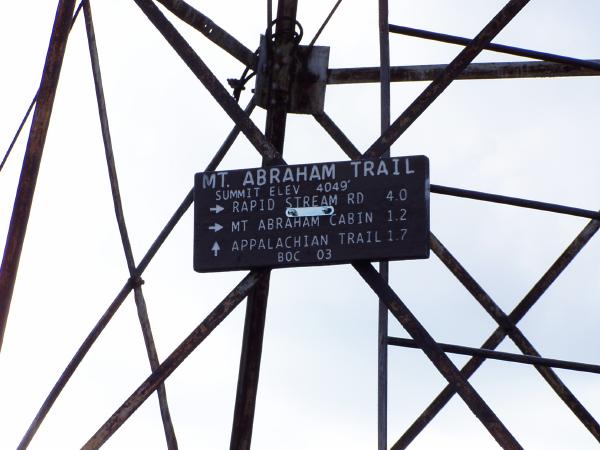 MT. ABRAHAM TRAIL
SUMMIT ELEV 4049'
→ RAPID STREAM RD 4.0
→ MT ABRAHAM CABIN 1.2
↑ APPALACHIAN TRAIL 1.7
BOC 03